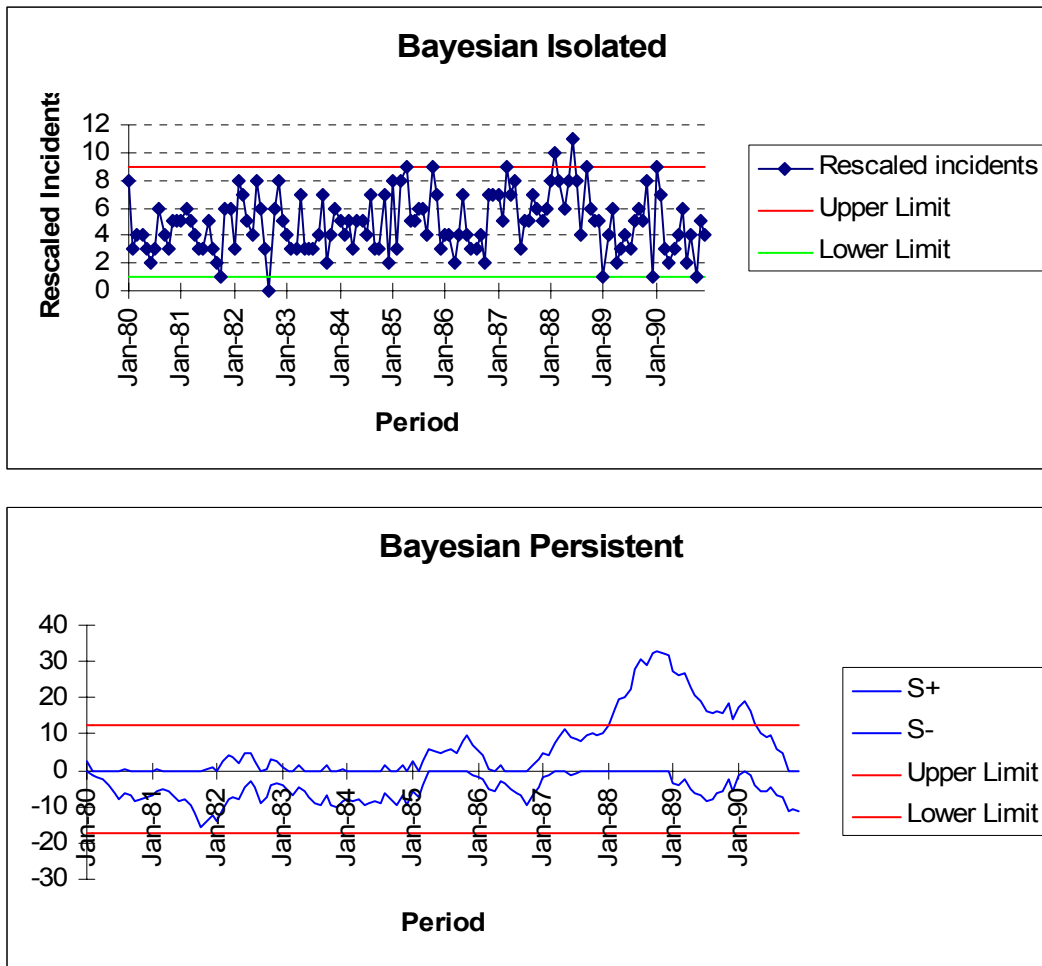 Bayesian Isolated
Rescaled Incidents
12
10
8
6
4
2
0
Jan-80
Jan-81
Jan-82
Jan-83
Jan-84
Jan-85
Jan-86
Jan-87
Jan-88
Jan-89
Jan-90
Period
Rescaled incidents
Upper Limit
Lower Limit
Bayesian Persistent
40
30
20
10
0
-10
-20
-30
Jan-80
Jan-81
Jan-82
Jan-83
Jan-84
Jan-85
Jan-86
Jan-87
Jan-88
Jan-89
Jan-90
Period
S+
S-
Upper Limit
Lower Limit